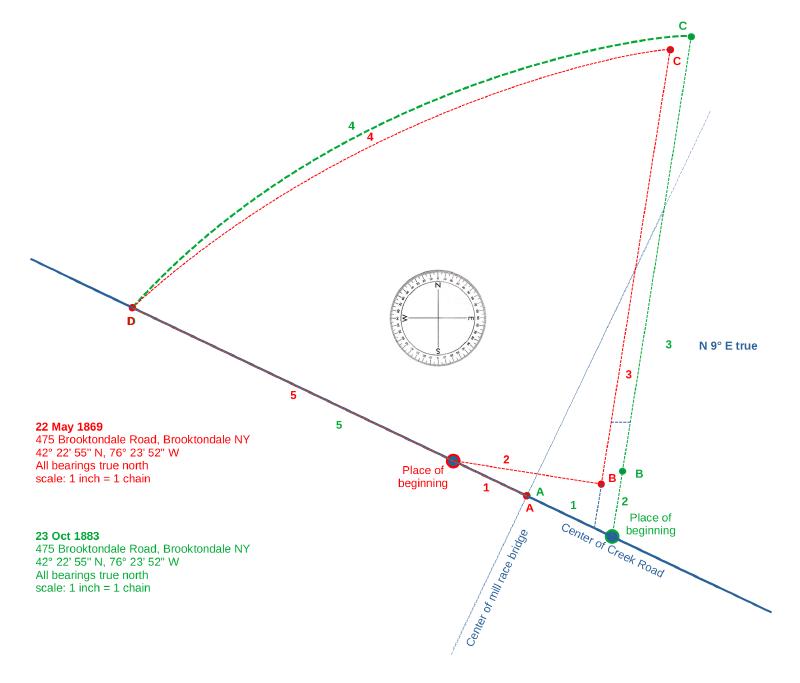 C
C
4
4
N
W
E
S
D
3
N 9° E true
3
5
5
22 May 1869
475 Brooktondale Road, Brooktondale NY
42° 22' 55" N, 76° 23' 52" W
All bearings true north
scale: 1 inch = 1 chain
2
Place of
beginning
1
B
B
A
A
1
2
Place of
beginning
Center of Creek Road
Center of mill race bridge
23 Oct 1883
475 Brooktondale Road, Brooktondale NY
42° 22' 55" N, 76° 23' 52" W
All bearings true north
scale: 1 inch = 1 chain